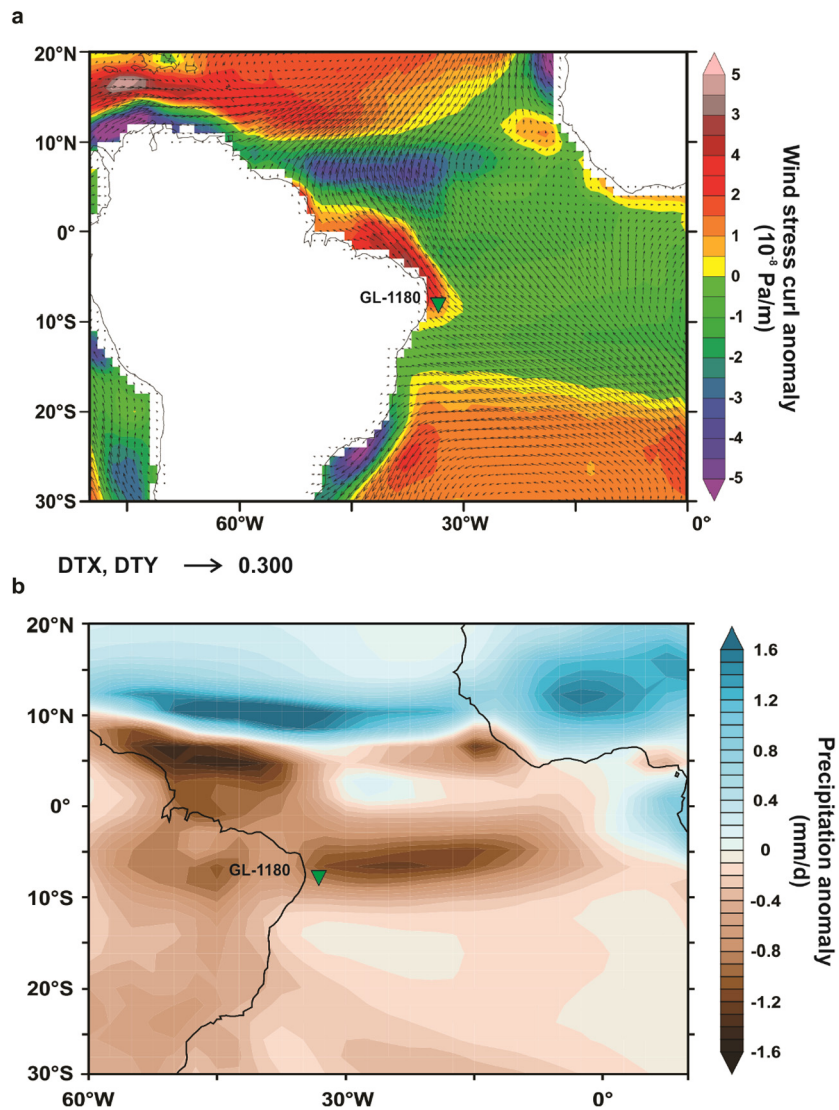 a
20°N
10°N
0°
10°S
20°S
30°S
60°W
30°W
0°
GL-1180
5
3
4
2
1
0
-1
-2
-3
-4
-5
Wind stress curl anomaly
(10⁻⁸ Pa/m)
DTX, DTY → 0.300
b
20°N
10°N
0°
10°S
20°S
30°S
60°W
30°W
0°
GL-1180
1.6
1.2
0.8
0.4
0
-0.4
-0.8
-1.2
-1.6
Precipitation anomaly
(mm/d)